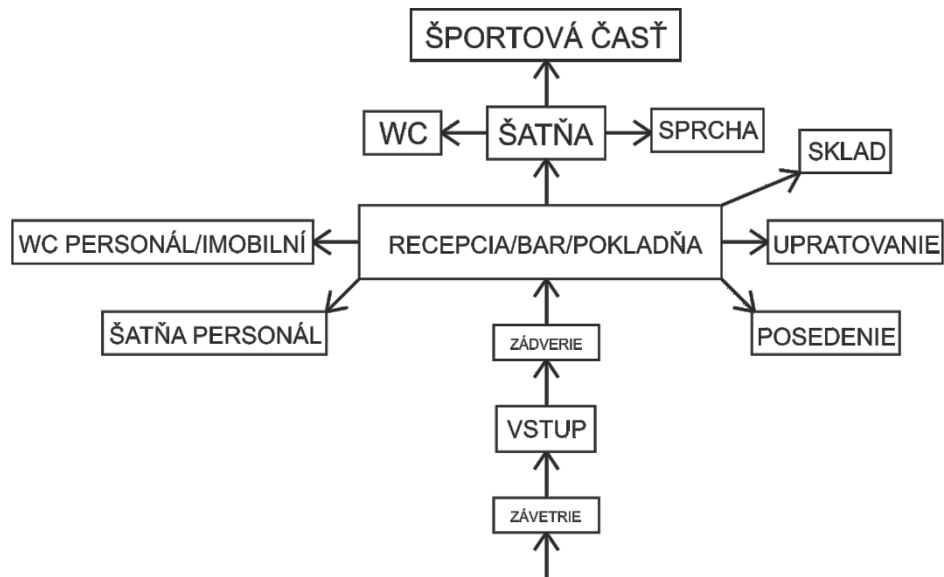 ŠPORTOVÁ ČASŤ
WC
ŠATŇA
SPRCHA
SKLAD
WC PERSONÁL/IMOBILNÍ
RECEPCIA/BAR/POKLADŇA
UPRATOVANIE
ŠATŇA PERSONÁL
ZÁDVERIE
POSEDENIE
VSTUP
ZÁVETRIE